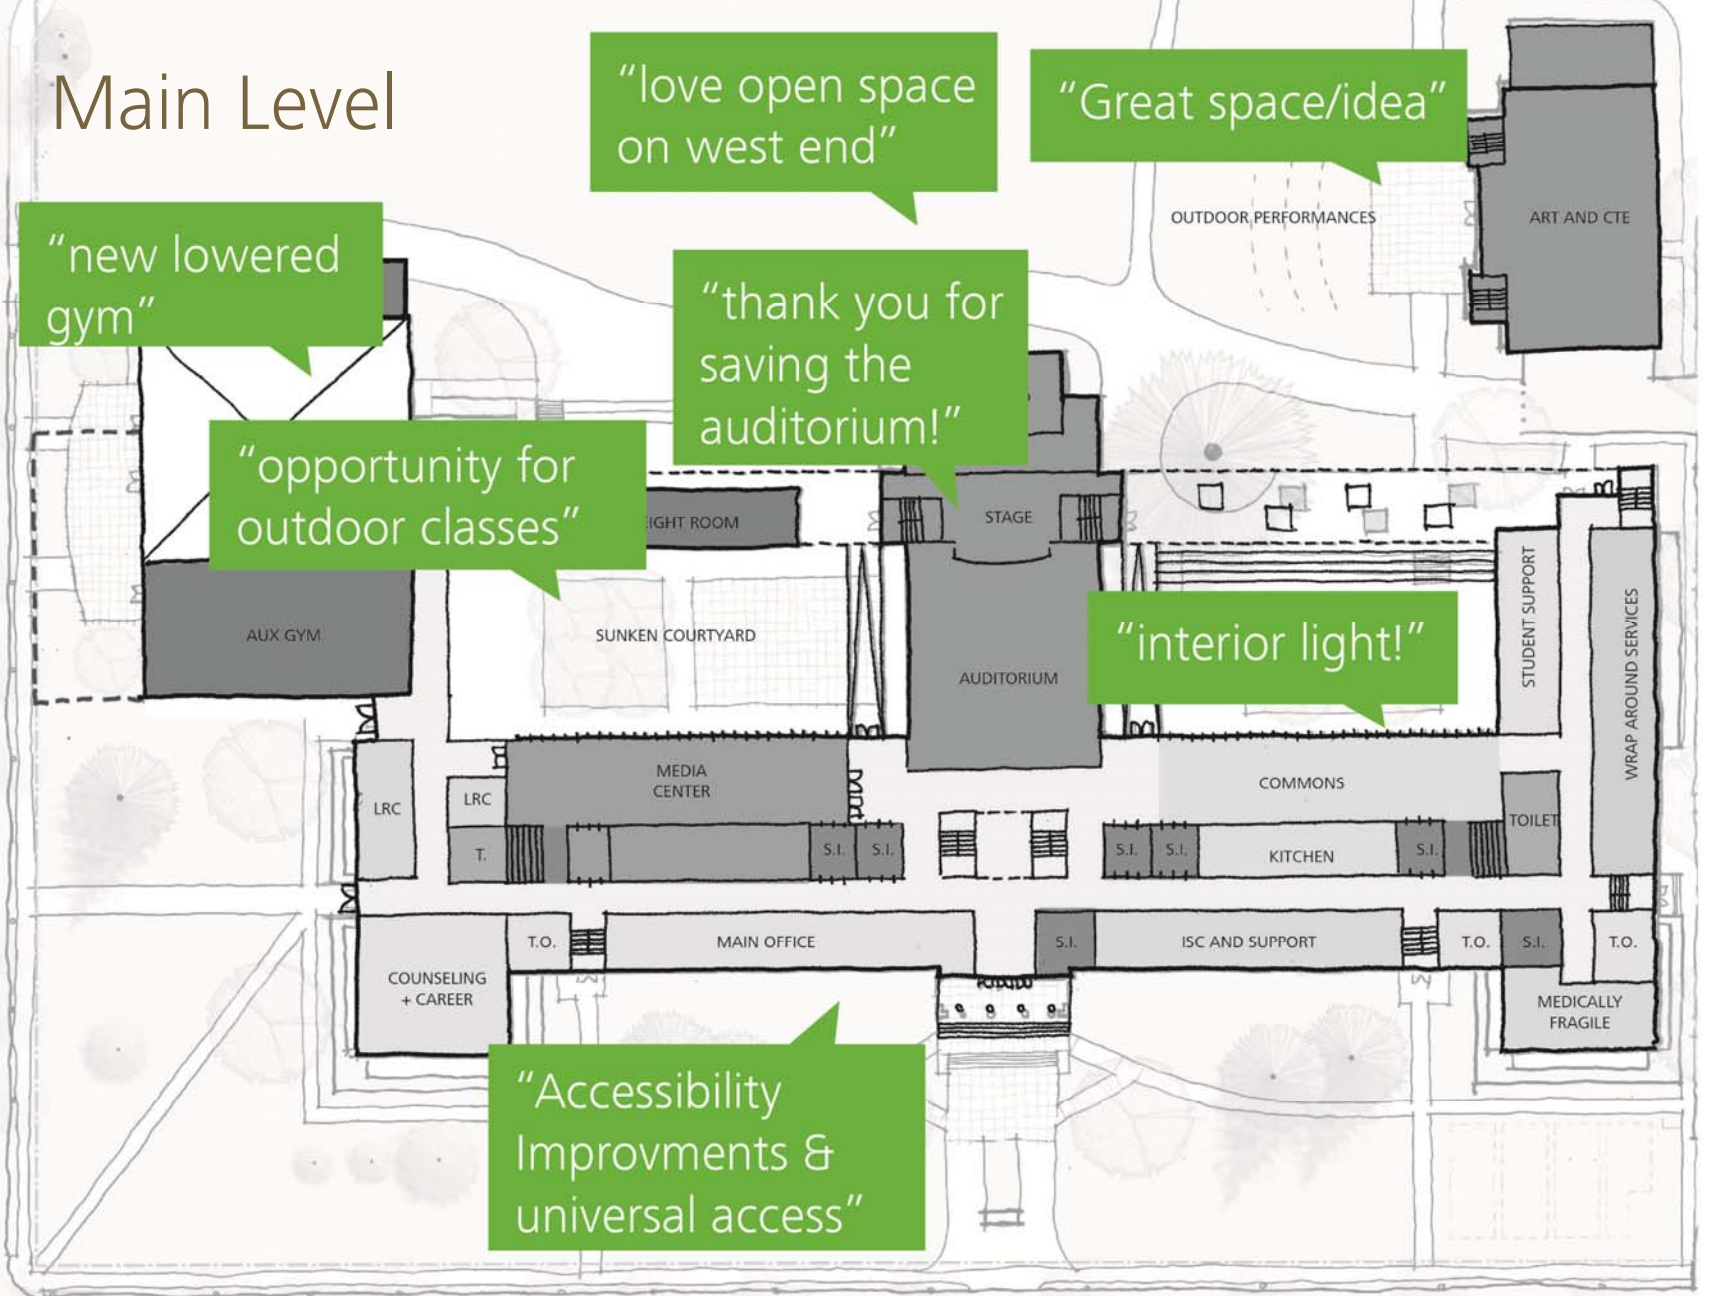 Main Level
“love open space
on west end”
“Great space/idea”
“new lowered
gym”
OUTDOOR PERFORMANCES
ART AND CTE
“thank you for
saving the
auditorium!”
“opportunity for
outdoor classes”
ROOM
STAGE
AUX GYM
SUNKEN COURTYARD
AUDITORIUM
“interior light!”
STUDENT SUPPORT
WRAP AROUND SERVICES
LRC
LRC
MEDIA
CENTER
COMMONS
TOILET
T.
S.I.
S.I.
S.I.
S.I.
KITCHEN
S.I.
COUNSELING
+ CAREER
T.O.
MAIN OFFICE
S.I.
ISC AND SUPPORT
T.O.
S.I.
T.O.
MEDICALLY
FRAGILE
“Accessibility
Improvments &
universal access”